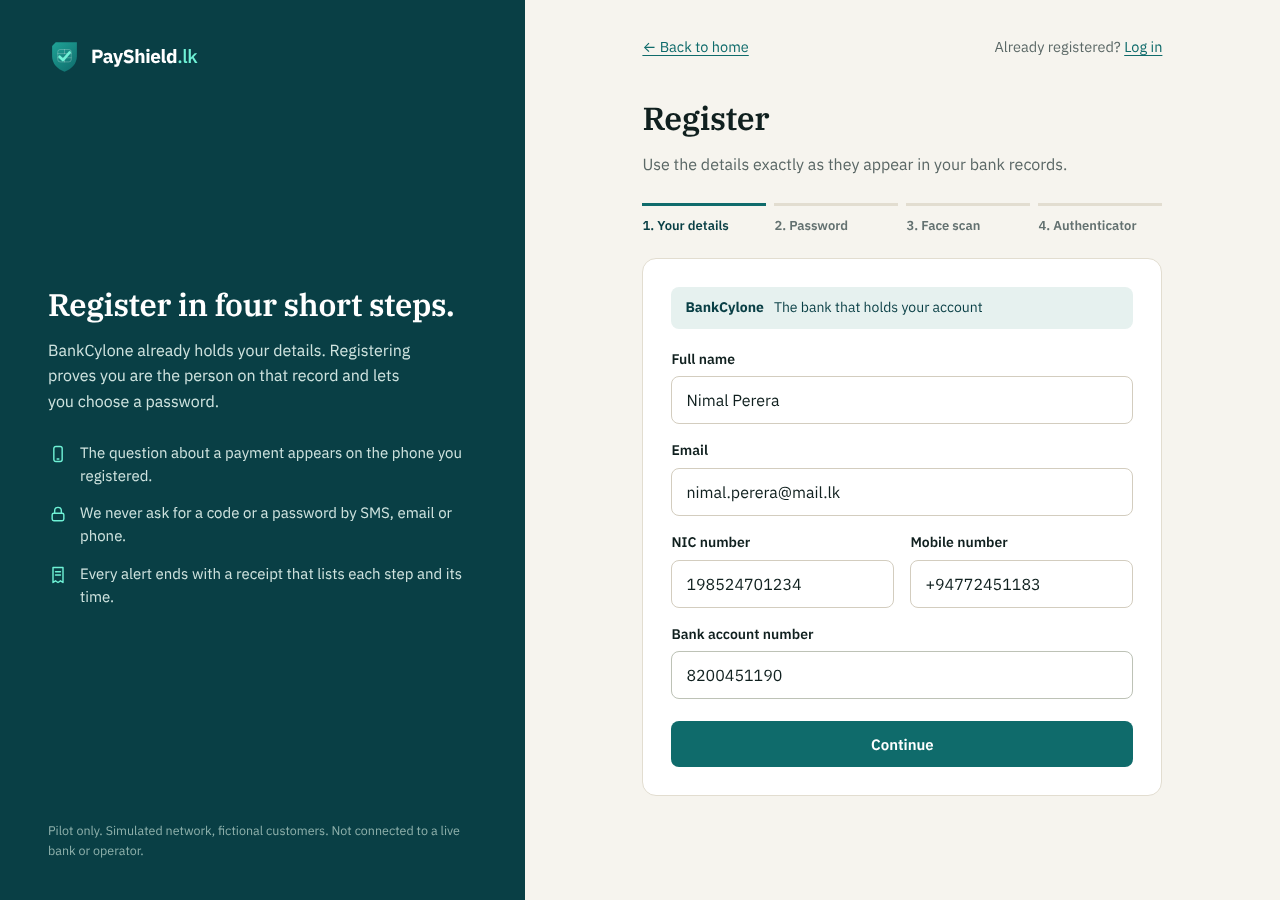 PayShield.lk
Register in four short steps.
BankCylone already holds your details. Registering
proves you are the person on that record and lets
you choose a password.
The question about a payment appears on the phone you
registered.
We never ask for a code or a password by SMS, email or
phone.
Every alert ends with a receipt that lists each step and its
time.
Pilot only. Simulated network, fictional customers. Not connected to a live
bank or operator.
← Back to home
Already registered? Log in
Register
Use the details exactly as they appear in your bank records.
1. Your details
2. Password
3. Face scan
4. Authenticator
BankCylone The bank that holds your account
Full name
Nimal Perera
Email
nimal.perera@mail.lk
NIC number
198524701234
Mobile number
+94772451183
Bank account number
8200451190
Continue